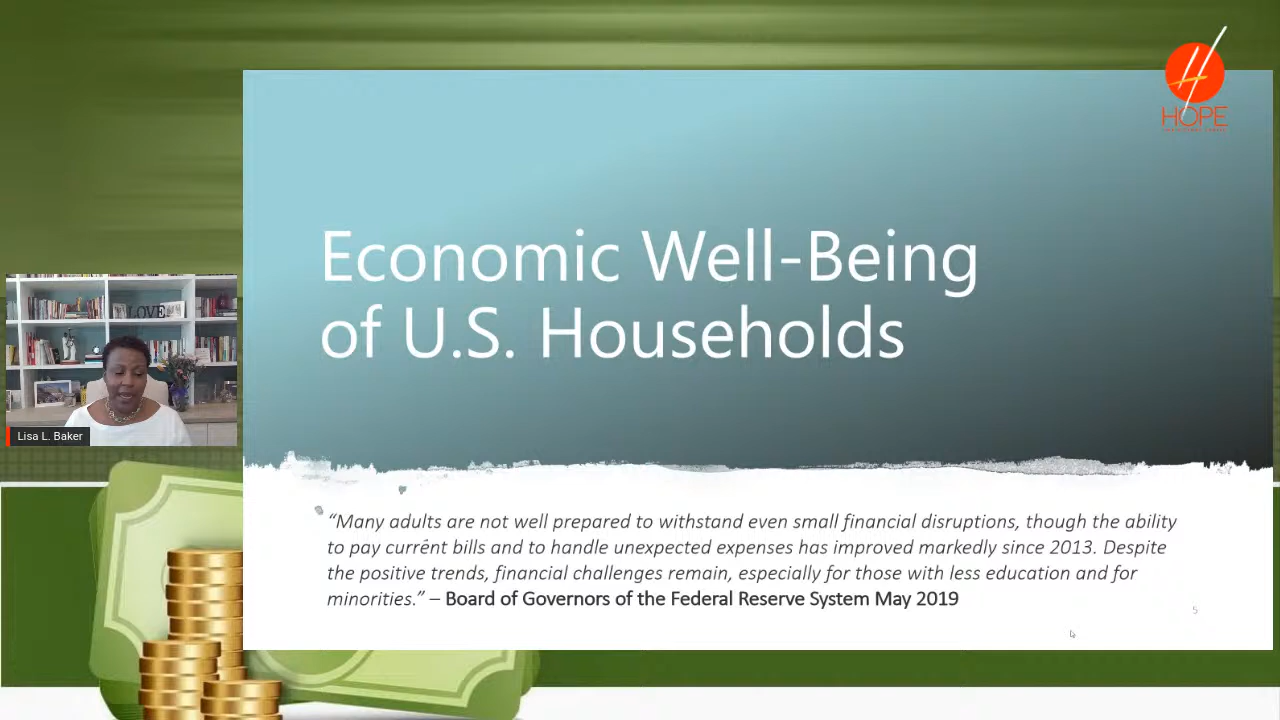 HOPE
Economic Well-Being
of U.S. Households
LOVE
Lisa L. Baker
“Many adults are not well prepared to withstand even small financial disruptions, though the ability
to pay current bills and to handle unexpected expenses has improved markedly since 2013. Despite
the positive trends, financial challenges remain, especially for those with less education and for
minorities.” – Board of Governors of the Federal Reserve System May 2019
5